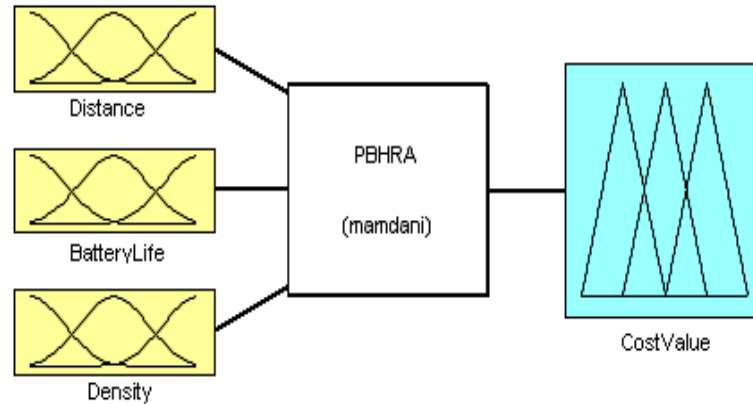 Distance
BatteryLife
Density
PBHRA
(mamdani)
CostValue